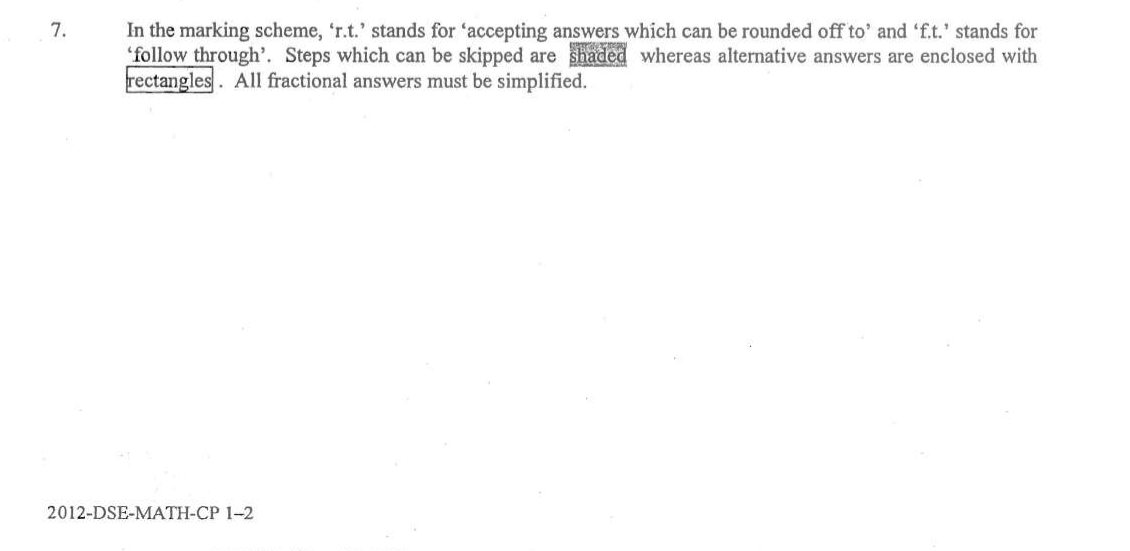 7. In the marking scheme, ‘r.t.’ stands for ‘accepting answers which can be rounded off to’ and ‘f.t.’ stands for
‘follow through’. Steps which can be skipped are shaded whereas alternative answers are enclosed with
rectangles. All fractional answers must be simplified.
2012-DSE-MATH-CP 1–2